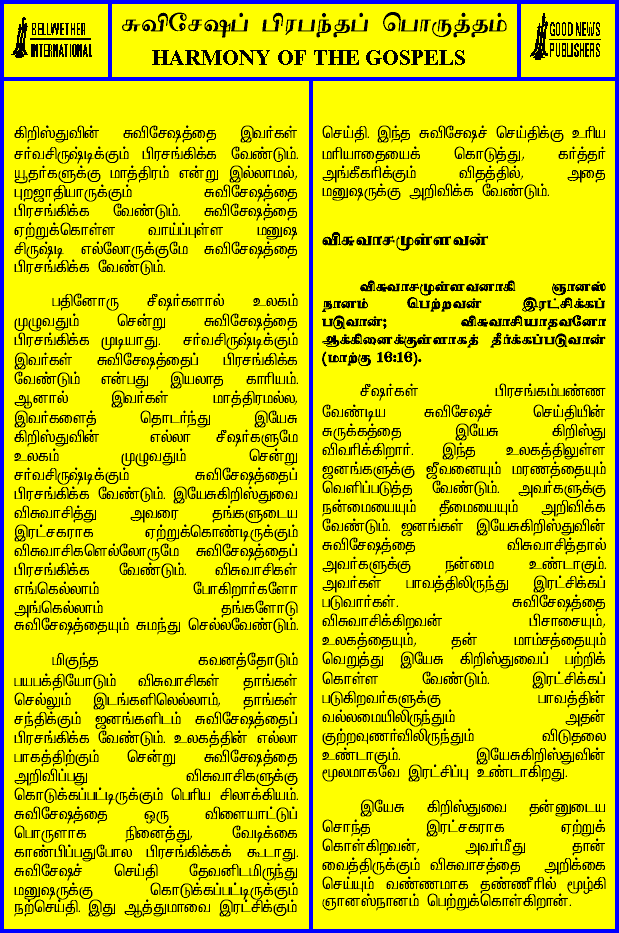 BELLWETHER
INTERNATIONAL
சுவிசேஷப் பிரபந்தப் பொருத்தம்
HARMONY OF THE GOSPELS
GOOD NEWS
PUBLISHERS
கிறிஸ்துவின் சுவிசேஷத்தை இவர்கள்
சர்வசிருஷ்டிக்கும் பிரசங்கிக்க வேண்டும்.
யூதர்களுக்கு மாத்திரம் என்று இல்லாமல்,
புறஜாதியாருக்கும் சுவிசேஷத்தை
பிரசங்கிக்க வேண்டும். சுவிசேஷத்தை
ஏற்றுக்கொள்ள வாய்ப்புள்ள மனுஷ
சிருஷ்டி எல்லோருக்குமே சுவிசேஷத்தை
பிரசங்கிக்க வேண்டும்.
பதினோரு சீஷர்களால் உலகம்
முழுவதும் சென்று சுவிசேஷத்தை
பிரசங்கிக்க முடியாது. சர்வசிருஷ்டிக்கும்
இவர்கள் சுவிசேஷத்தைப் பிரசங்கிக்க
வேண்டும் என்பது இயலாத காரியம்.
ஆனால் இவர்கள் மாத்திரமல்ல,
இவர்களைத் தொடர்ந்து இயேசு
கிறிஸ்துவின் எல்லா சீஷர்களுமே
உலகம் முழுவதும் சென்று
சர்வசிருஷ்டிக்கும் சுவிசேஷத்தைப்
பிரசங்கிக்க வேண்டும். இயேசுகிறிஸ்துவை
விசுவாசித்து அவரை தங்களுடைய
இரட்சகராக ஏற்றுக்கொண்டிருக்கும்
விசுவாசிகளெல்லோருமே சுவிசேஷத்தைப்
பிரசங்கிக்க வேண்டும். விசுவாசிகள்
எங்கெல்லாம் போகிறார்களோ
அங்கெல்லாம் தங்களோடு
சுவிசேஷத்தையும் சுமந்து செல்லவேண்டும்.
மிகுந்த கவனத்தோடும்
பயபக்தியோடும் விசுவாசிகள் தாங்கள்
செல்லும் இடங்களிலெல்லாம், தாங்கள்
சந்திக்கும் ஜனங்களிடம் சுவிசேஷத்தைப்
பிரசங்கிக்க வேண்டும். உலகத்தின் எல்லா
பாகத்திற்கும் சென்று சுவிசேஷத்தை
அறிவிப்பது விசுவாசிகளுக்கு
கொடுக்கப்பட்டிருக்கும் பெரிய சிலாக்கியம்.
சுவிசேஷத்தை ஒரு விளையாட்டுப்
பொருளாக நினைத்து, வேடிக்கை
காண்பிப்பதுபோல பிரசங்கிக்கக் கூடாது.
சுவிசேஷச் செய்தி தேவனிடமிருந்து
மனுஷருக்கு கொடுக்கப்பட்டிருக்கும்
நற்செய்தி. இது ஆத்துமாவை இரட்சிக்கும்
செய்தி. இந்த சுவிசேஷச் செய்திக்கு உரிய
மரியாதையைக் கொடுத்து, கர்த்தர்
அங்கீகரிக்கும் விதத்தில், அதை
மனுஷருக்கு அறிவிக்க வேண்டும்.
விசுவாசமுள்ளவன்
விசுவாசமுள்ளவனாகி ஞானஸ்
நானம் பெற்றவன் இரட்சிக்கப்
படுவான்; விசுவாசியாதவனோ
ஆக்கினைக்குள்ளாகத் தீர்க்கப்படுவான்
(மாற்கு 16:16).
சீஷர்கள் பிரசங்கம்பண்ண
வேண்டிய சுவிசேஷச் செய்தியின்
சுருக்கத்தை இயேசு கிறிஸ்து
விவரிக்கிறார். இந்த உலகத்திலுள்ள
ஜனங்களுக்கு ஜீவனையும் மரணத்தையும்
வெளிப்படுத்த வேண்டும். அவர்களுக்கு
நன்மையையும் தீமையையும் அறிவிக்க
வேண்டும். ஜனங்கள் இயேசுகிறிஸ்துவின்
சுவிசேஷத்தை விசுவாசித்தால்
அவர்களுக்கு நன்மை உண்டாகும்.
அவர்கள் பாவத்திலிருந்து இரட்சிக்கப்
படுவார்கள். சுவிசேஷத்தை
விசுவாசிக்கிறவன் பிசாசையும்,
உலகத்தையும், தன் மாம்சத்தையும்
வெறுத்து இயேசு கிறிஸ்துவைப் பற்றிக்
கொள்ள வேண்டும். இரட்சிக்கப்
படுகிறவர்களுக்கு பாவத்தின்
வல்லமையிலிருந்தும் அதன்
குற்றவுணர்விலிருந்தும் விடுதலை
உண்டாகும். இயேசுகிறிஸ்துவின்
மூலமாகவே இரட்சிப்பு உண்டாகிறது.
இயேசு கிறிஸ்துவை தன்னுடைய
சொந்த இரட்சகராக ஏற்றுக்
கொள்கிறவன், அவர்மீது தான்
வைத்திருக்கும் விசுவாசத்தை அறிக்கை
செய்யும் வண்ணமாக தண்ணீரில் மூழ்கி
ஞானஸ்நானம் பெற்றுக்கொள்கிறான்.